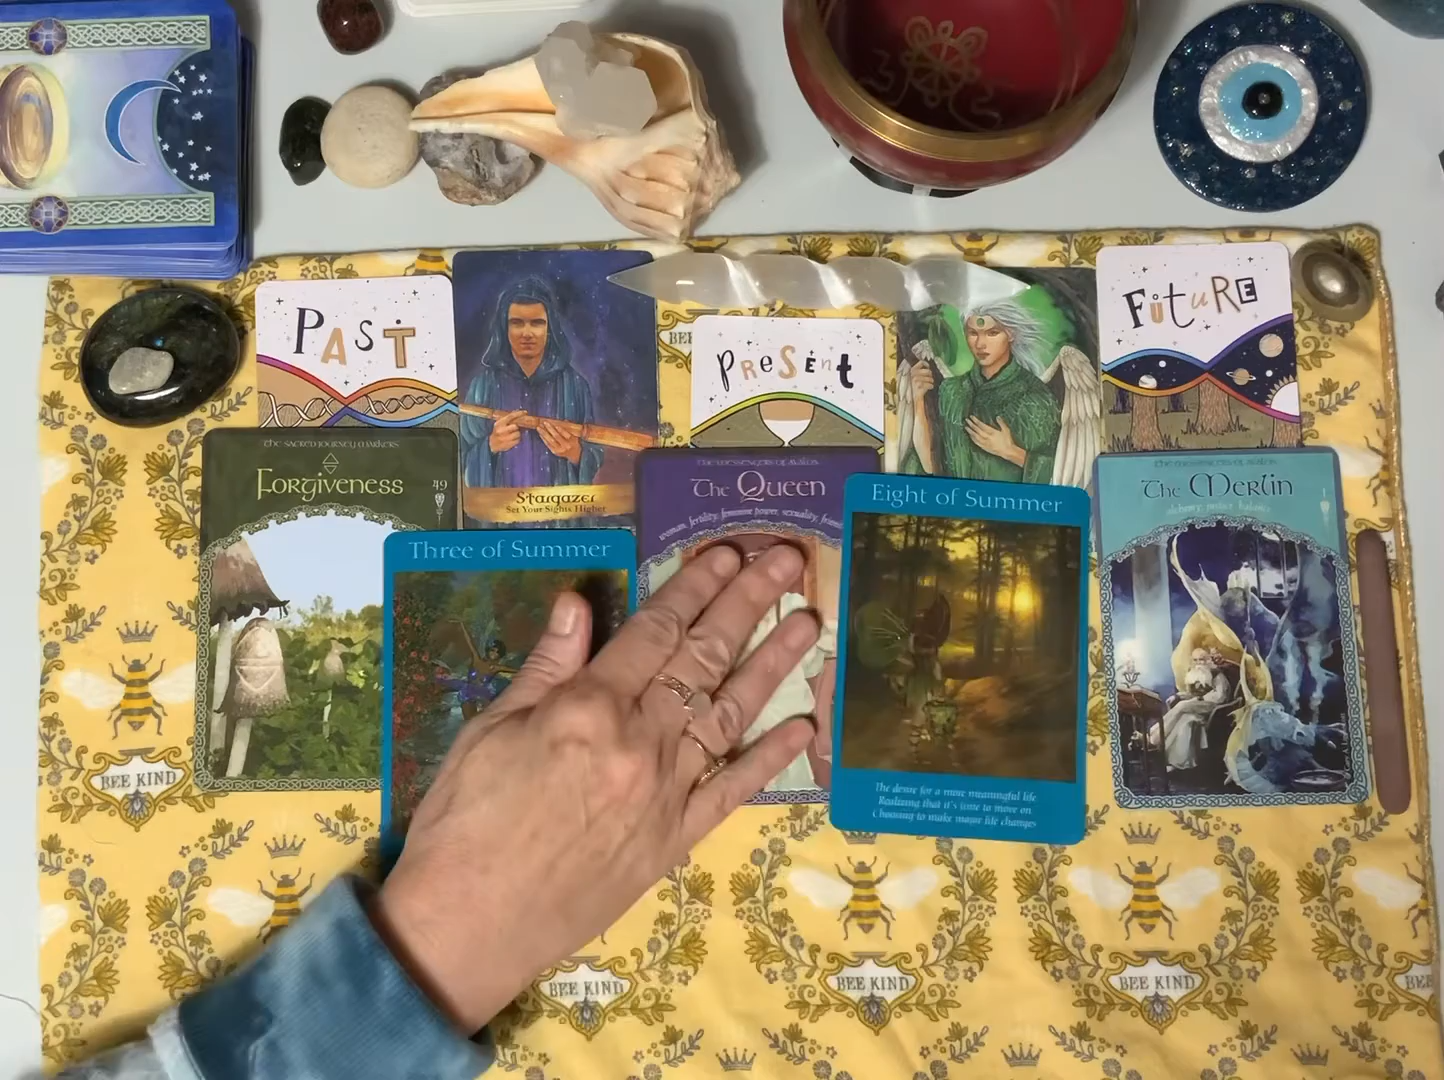 PAST
PRESENT
FUTURE
THE SACRED JOURNEY MARKERS
FORGIVENESS
49
Stargazer
Set Your Sights Higher
THE MESSENGERS OF AVALON
The Queen
woman, fertility, feminine power, sexuality,
Eight of Summer
The desire for a more meaningful life
Realizing that it's time to move on
Choosing to make major life changes
THE MESSENGERS OF AVALON
The Merlin
alchemy, power, balance
Three of Summer
BEE
BEE KIND
BEE KIND
BEE KIND
BEE KIND
BEE